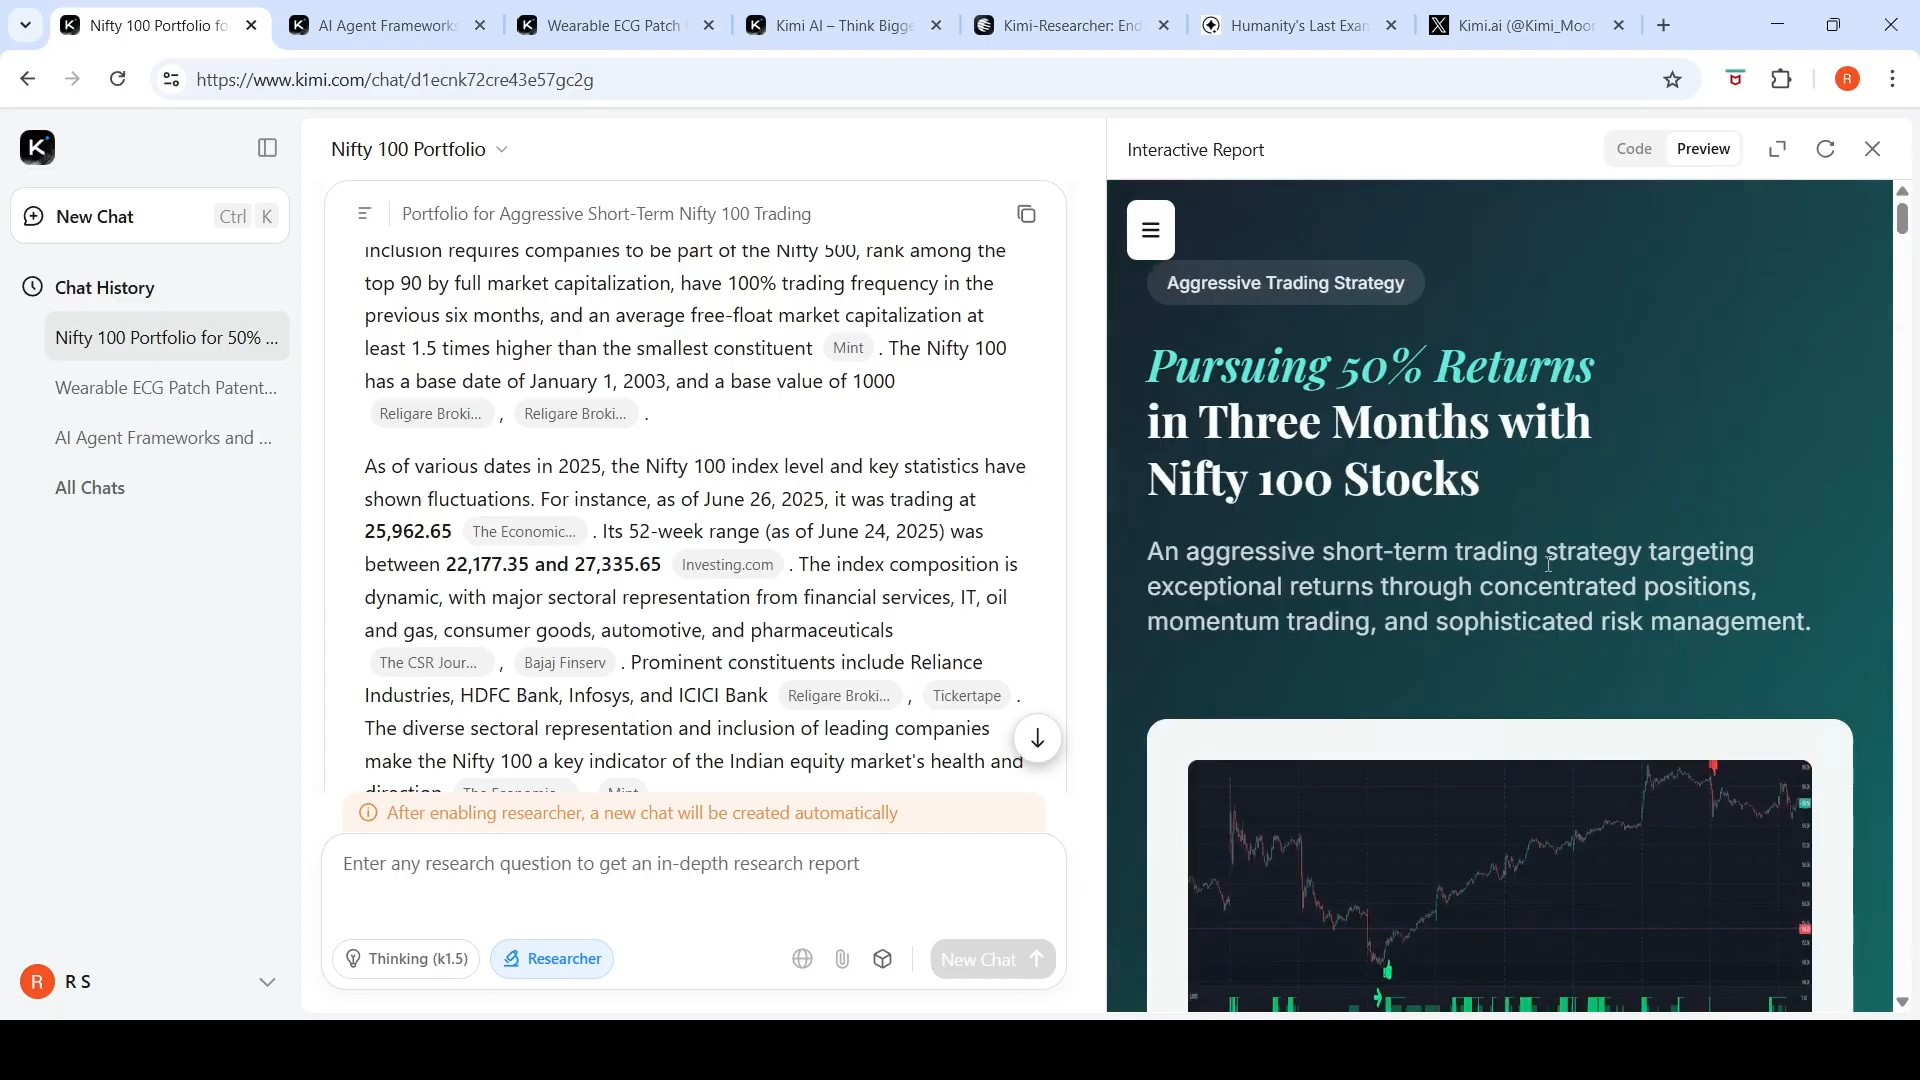 Nifty 100 Portfolio fo
AI Agent Frameworks
Wearable ECG Patch
Kimi AI – Think Bigge
Kimi-Researcher: End
Humanity's Last Exan
Kimi.ai (@Kimi_Moor
https://www.kimi.com/chat/d1ecnk72cre43e57gc2g
R
K
New Chat Ctrl K
Chat History
Nifty 100 Portfolio for 50% ...
Wearable ECG Patch Patent...
AI Agent Frameworks and ...
All Chats
R R S
Nifty 100 Portfolio
Portfolio for Aggressive Short-Term Nifty 100 Trading
inclusion requires companies to be part of the Nifty 500, rank among the
top 90 by full market capitalization, have 100% trading frequency in the
previous six months, and an average free-float market capitalization at
least 1.5 times higher than the smallest constituent Mint . The Nifty 100
has a base date of January 1, 2003, and a base value of 1000
Religare Broki... , Religare Broki... .
As of various dates in 2025, the Nifty 100 index level and key statistics have
shown fluctuations. For instance, as of June 26, 2025, it was trading at
25,962.65 The Economic... . Its 52-week range (as of June 24, 2025) was
between 22,177.35 and 27,335.65 Investing.com . The index composition is
dynamic, with major sectoral representation from financial services, IT, oil
and gas, consumer goods, automotive, and pharmaceuticals
The CSR Jour... , Bajaj Finserv . Prominent constituents include Reliance
Industries, HDFC Bank, Infosys, and ICICI Bank Religare Broki... , Tickertape .
The diverse sectoral representation and inclusion of leading companies
make the Nifty 100 a key indicator of the Indian equity market's health and
direction The Economic... Mint
After enabling researcher, a new chat will be created automatically
Enter any research question to get an in-depth research report
Thinking (k1.5) Researcher New Chat
Interactive Report
Code Preview
Aggressive Trading Strategy
Pursuing 50% Returns
in Three Months with
Nifty 100 Stocks
An aggressive short-term trading strategy targeting
exceptional returns through concentrated positions,
momentum trading, and sophisticated risk management.